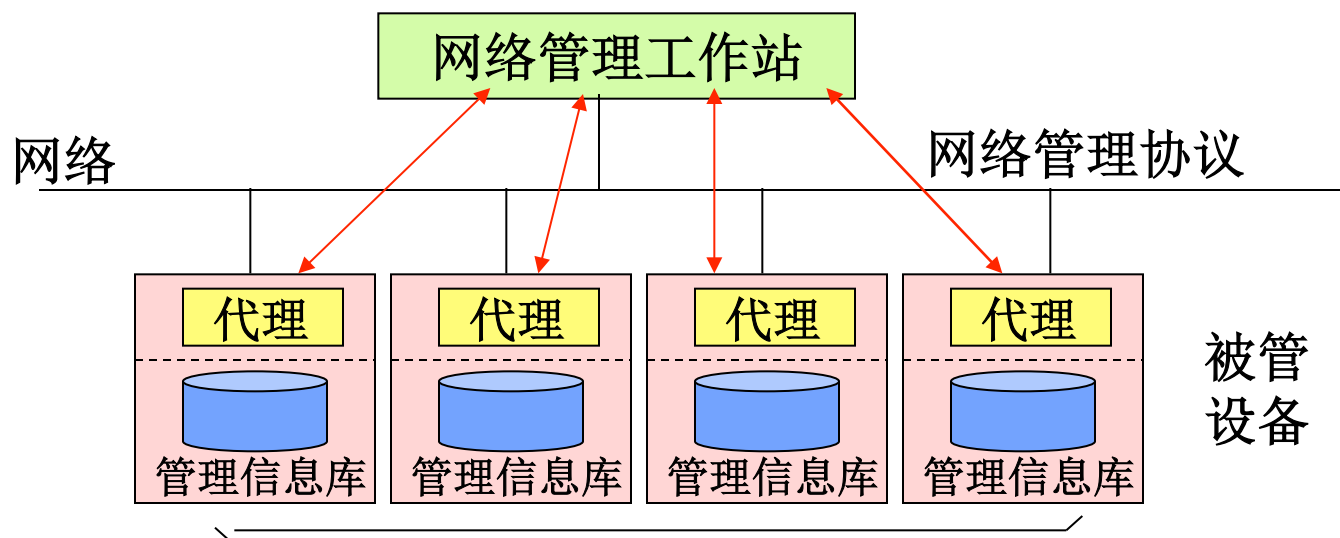 网络管理工作站
网络
网络管理协议
代理
代理
代理
代理
被管
设备
管理信息库
管理信息库
管理信息库
管理信息库